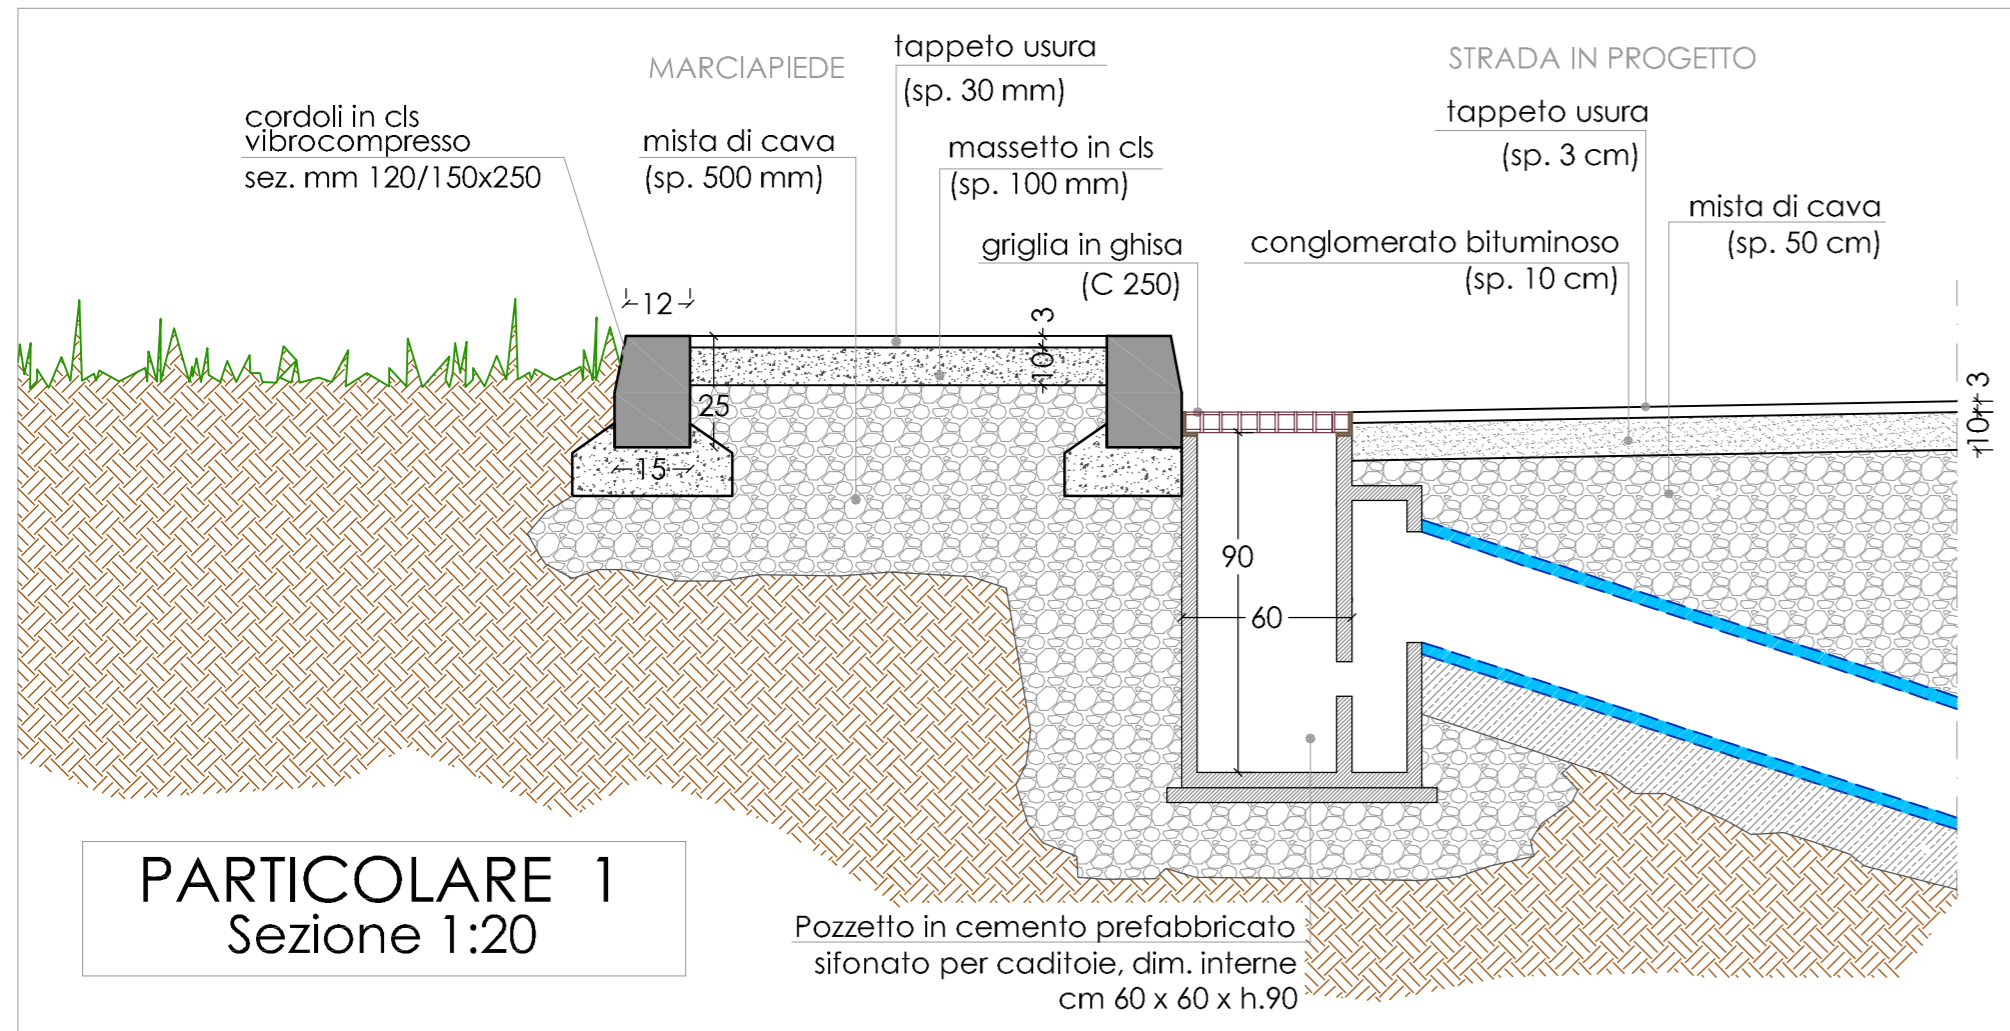 MARCIAPIEDE
tappeto usura
(sp. 30 mm)
STRADA IN PROGETTO
tappeto usura
(sp. 3 cm)
cordoli in cls
vibrocompresso
sez. mm 120/150x250
mista di cava
(sp. 500 mm)
massetto in cls
(sp. 100 mm)
mista di cava
(sp. 50 cm)
griglia in ghisa
(C 250)
conglomerato bituminoso
(sp. 10 cm)
12
3
10
25
15
3
10
90
60
PARTICOLARE 1
Sezione 1:20
Pozzetto in cemento prefabbricato
sifonato per caditoie, dim. interne
cm 60 x 60 x h.90